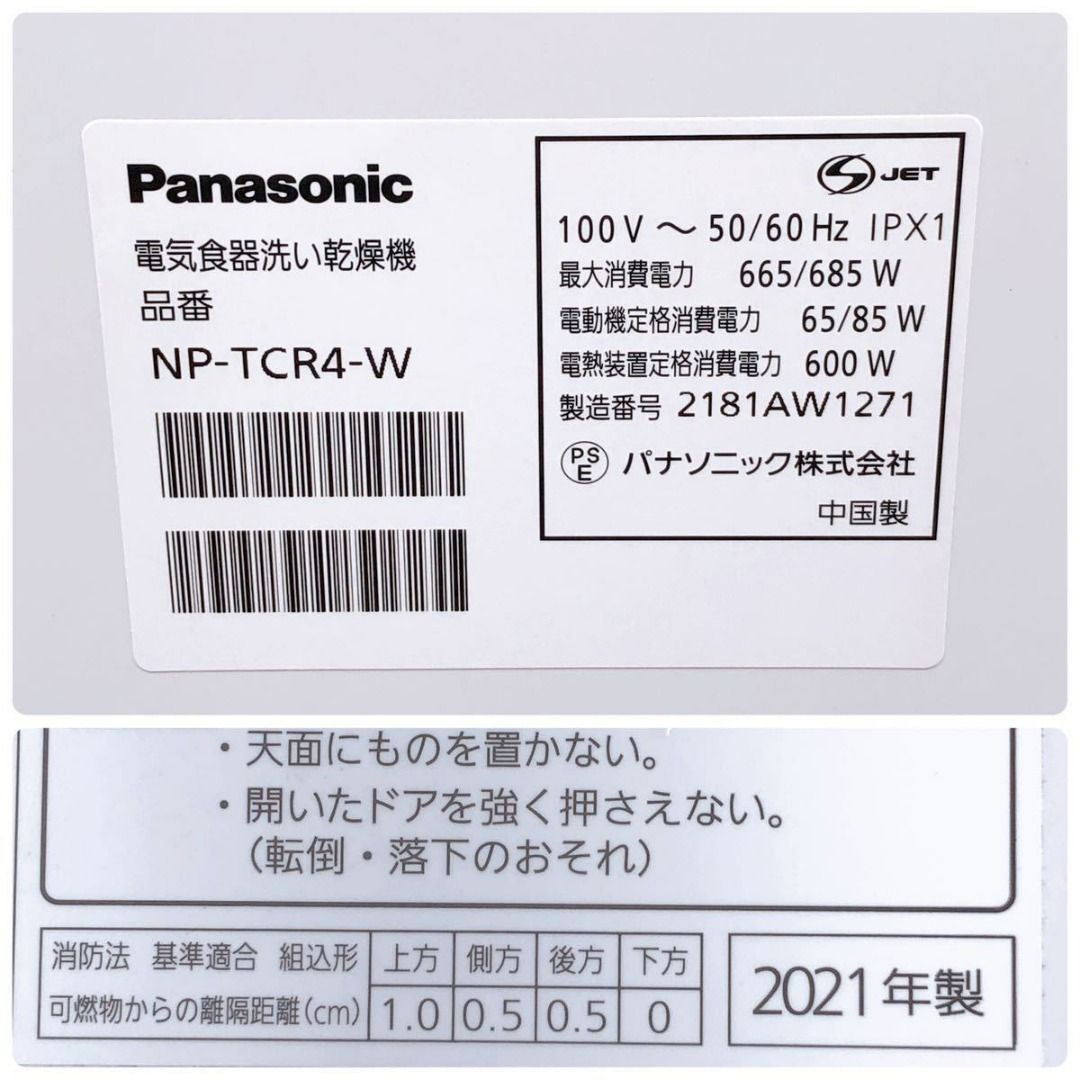 Panasonic
電気食器洗い乾燥機
品番
NP-TCR4-W
JET
100 V ～ 50/60 Hz IPX1
最大消費電力 665/685 W
電動機定格消費電力 65/85 W
電熱装置定格消費電力 600 W
製造番号 2181AW1271
PSE パナソニック株式会社
中国製
・天面にものを置かない。
・開いたドアを強く押さえない。
（転倒・落下のおそれ）
消防法 基準適合 組込形 上方 側方 後方 下方
可燃物からの離隔距離(cm) 1.0 0.5 0.5 0
2021年製